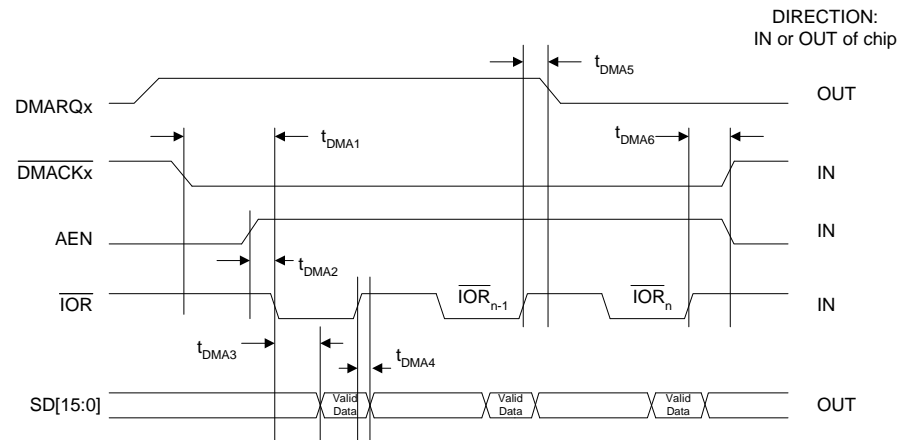 DIRECTION:
IN or OUT of chip
tDMA5
DMARQx
OUT
tDMA1
tDMA6
DMACKx
IN
AEN
IN
tDMA2
IOR
IORn-1
IORn
IN
tDMA3
tDMA4
SD[15:0]
Valid
Data
Valid
Data
Valid
Data
OUT